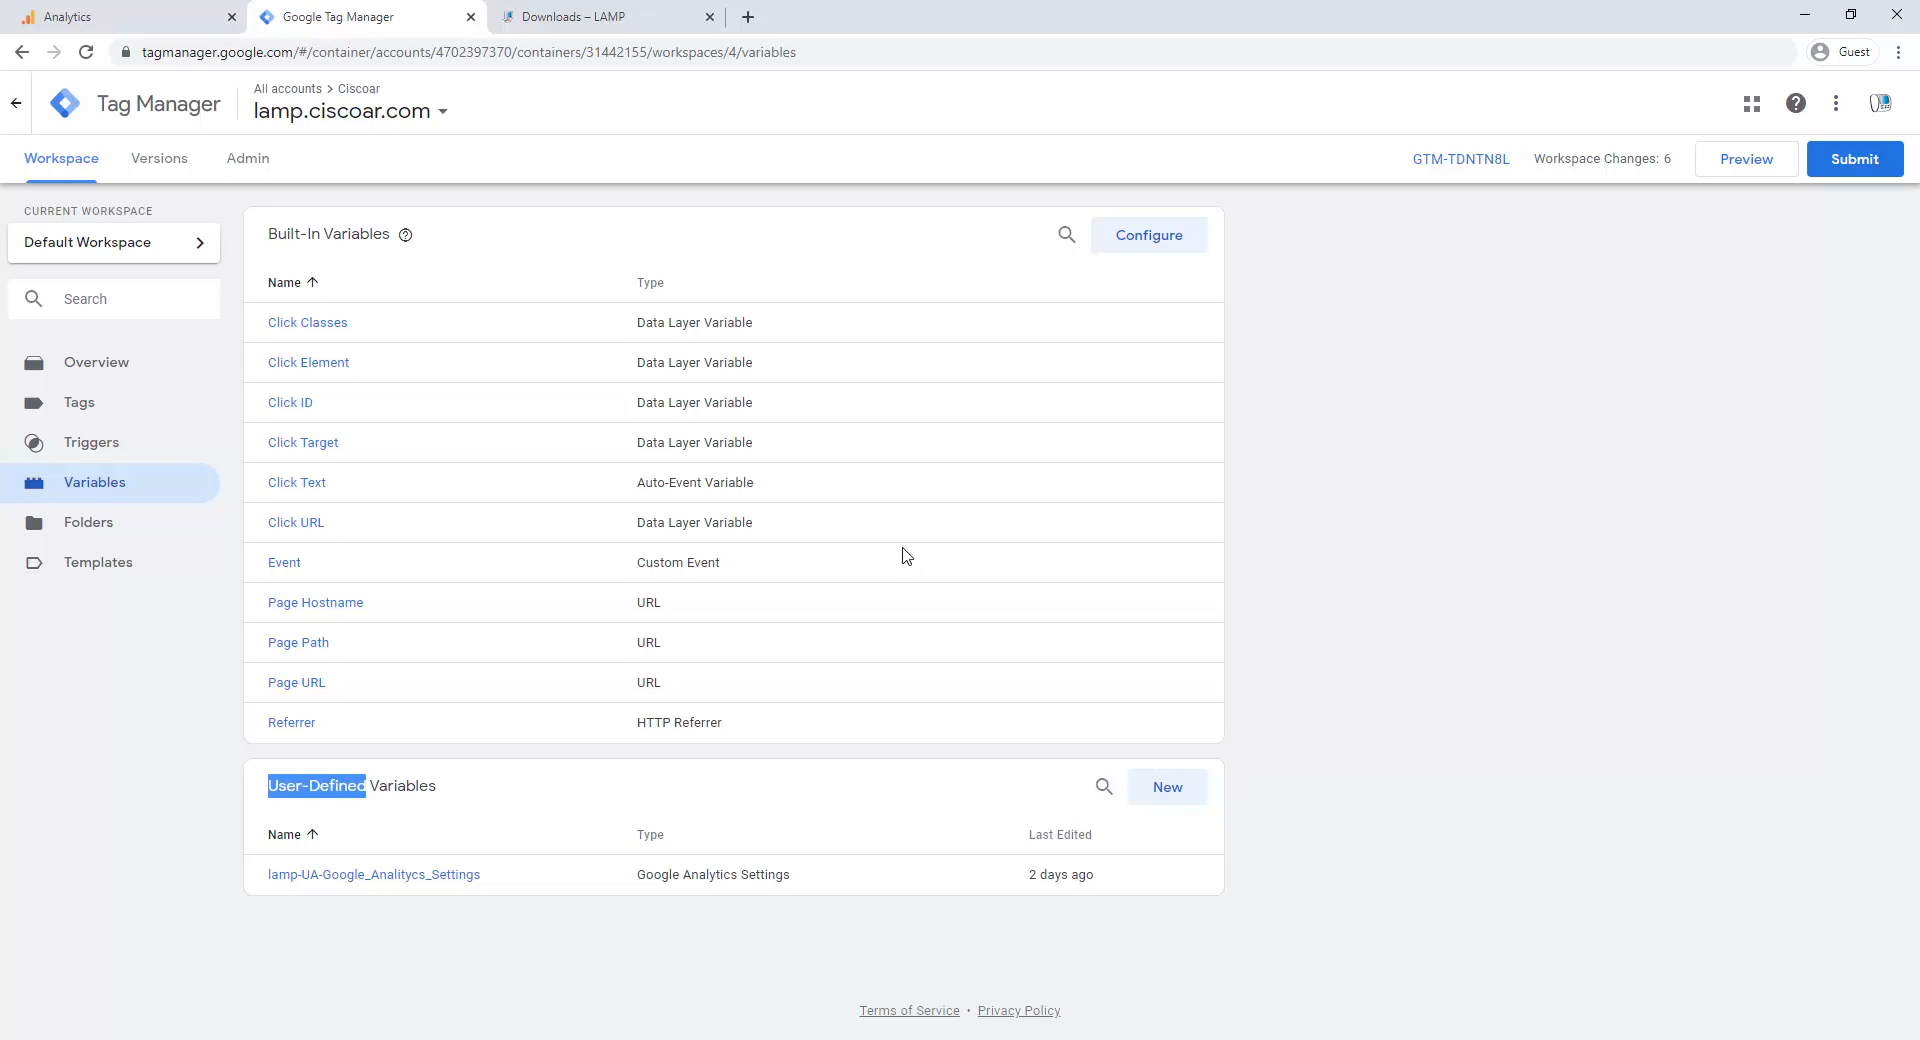 Analytics
Google Tag Manager
Downloads – LAMP
tagmanager.google.com/#/container/accounts/4702397370/containers/31442155/workspaces/4/variables
Guest
Tag Manager
All accounts > Ciscoar
lamp.ciscoar.com
Workspace
Versions
Admin
GTM-TDNTN8L
Workspace Changes: 6
Preview
Submit
CURRENT WORKSPACE
Default Workspace
Search
Overview
Tags
Triggers
Variables
Folders
Templates
Built-In Variables
Configure
Name Type
Click Classes Data Layer Variable
Click Element Data Layer Variable
Click ID Data Layer Variable
Click Target Data Layer Variable
Click Text Auto-Event Variable
Click URL Data Layer Variable
Event Custom Event
Page Hostname URL
Page Path URL
Page URL URL
Referrer HTTP Referrer
User-Defined Variables
New
Name Type Last Edited
lamp-UA-Google_Analitycs_Settings Google Analytics Settings 2 days ago
Terms of Service • Privacy Policy